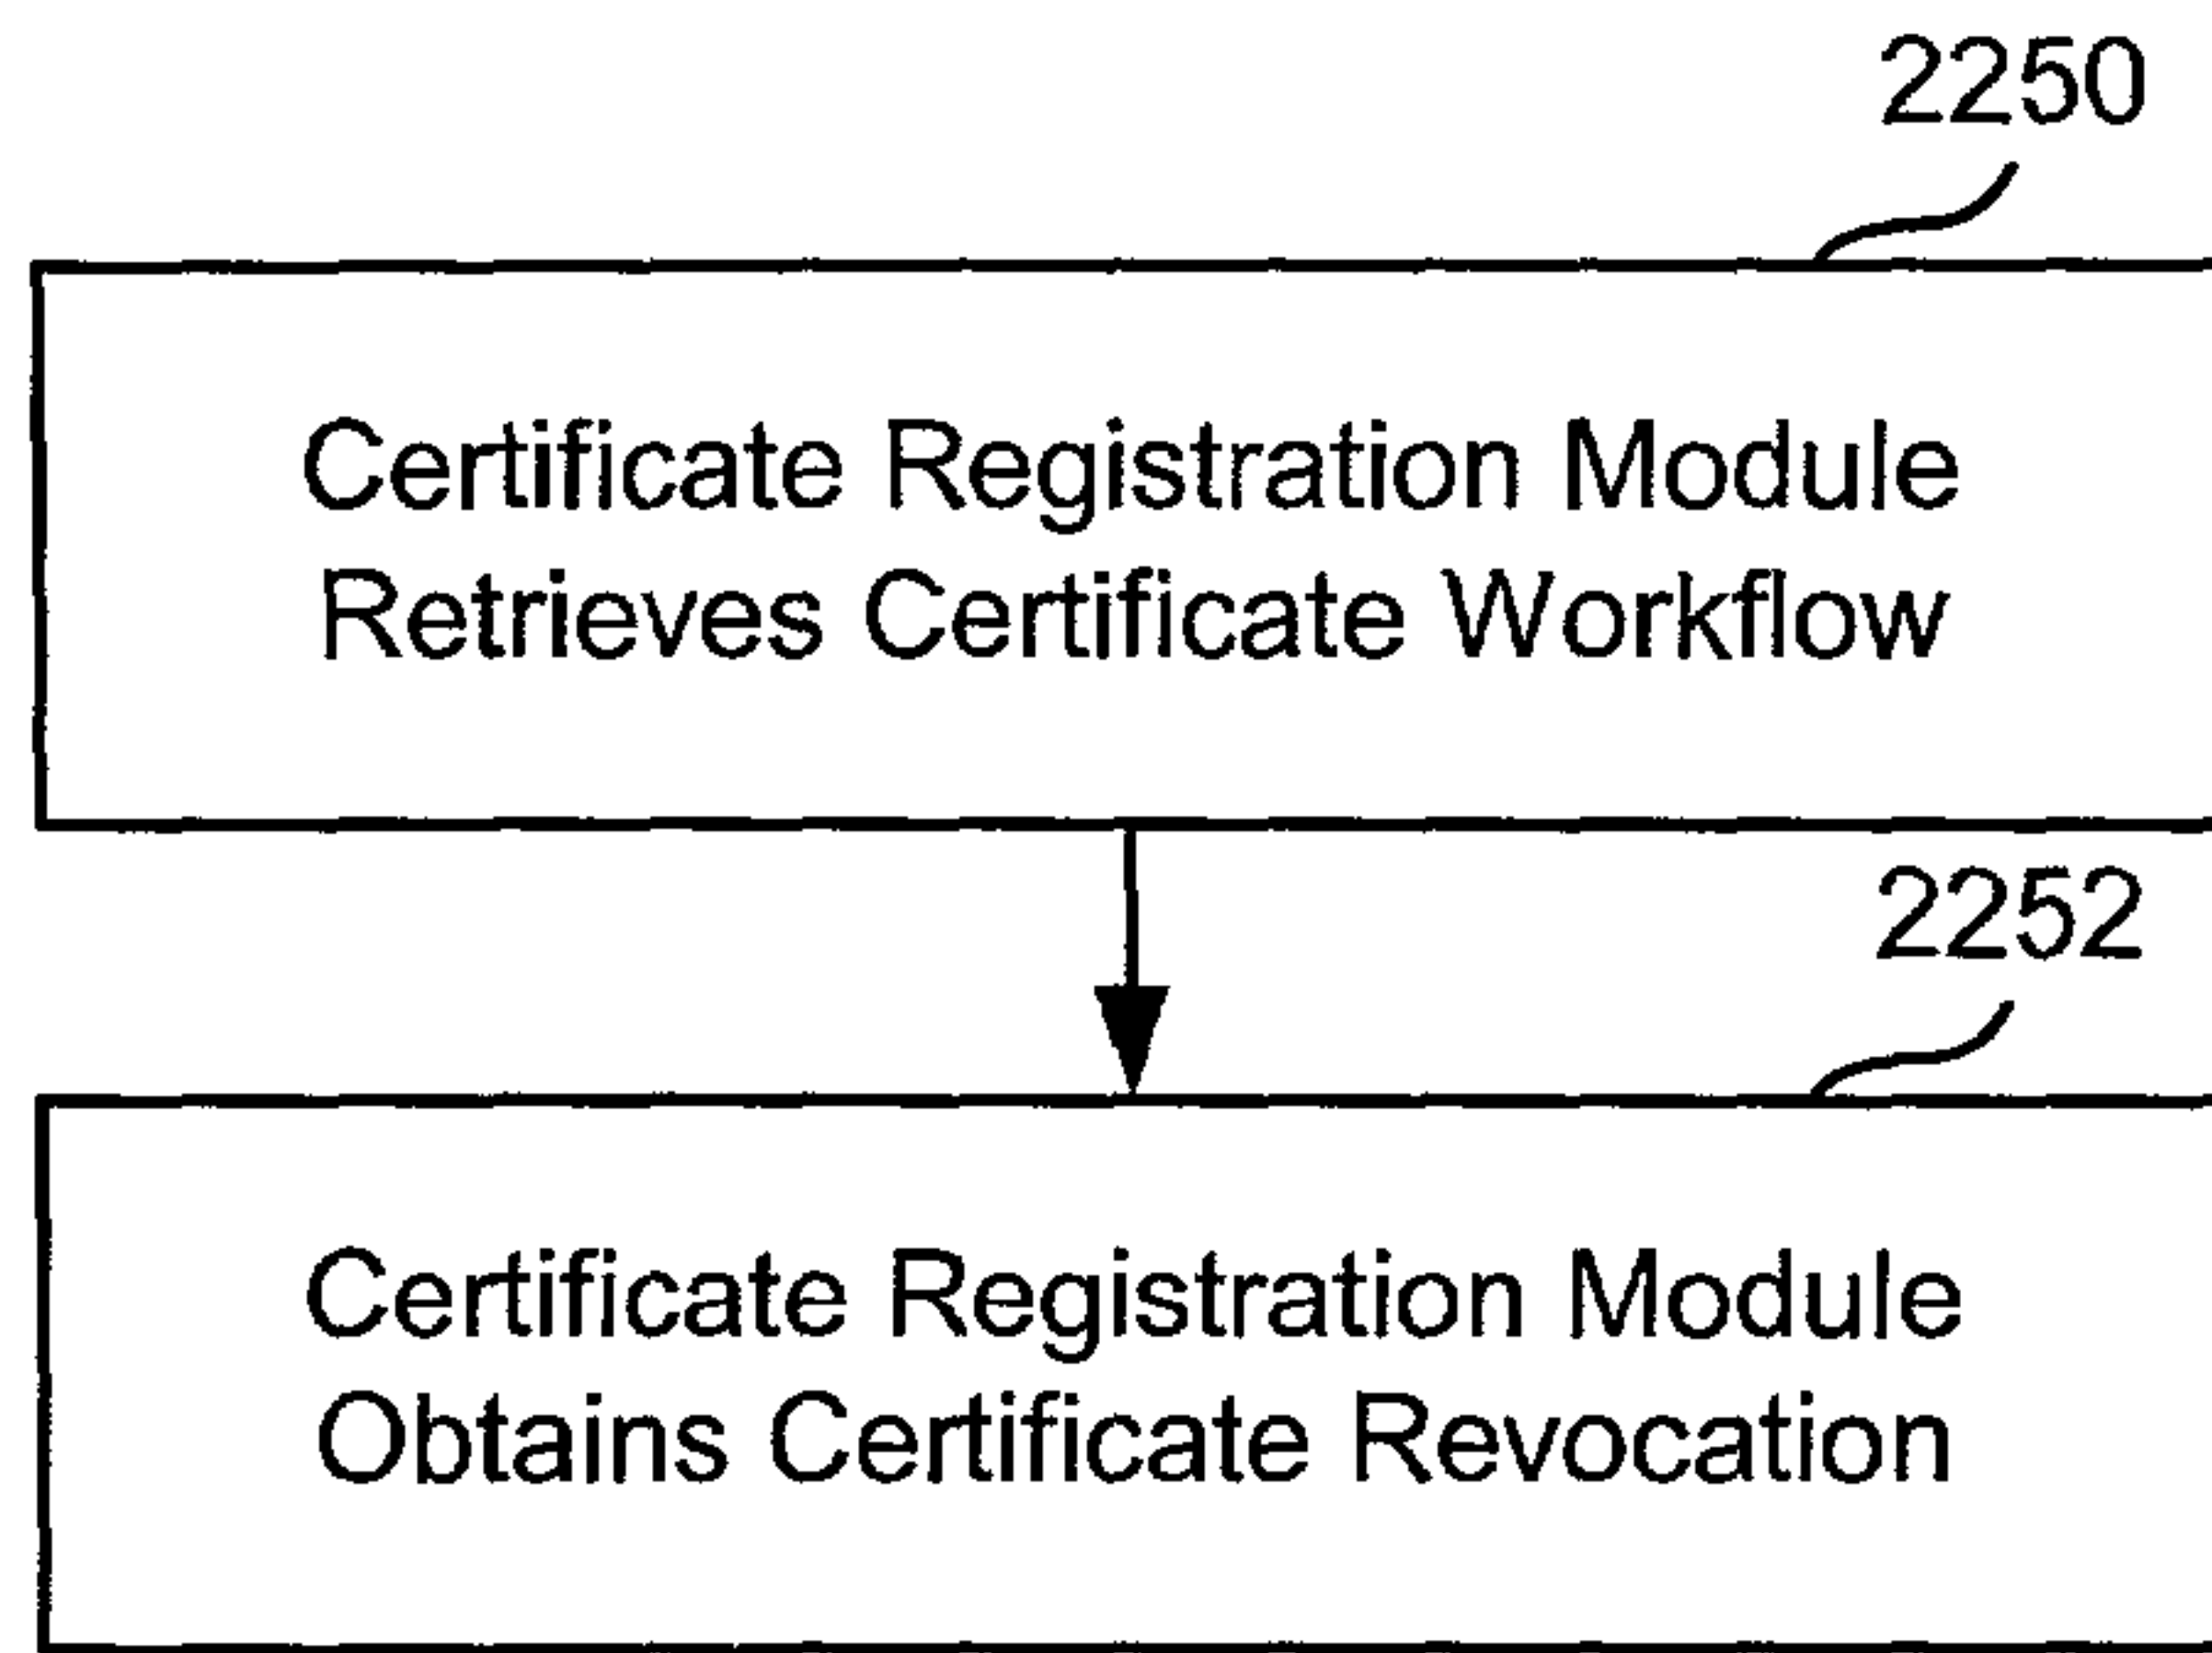 2250
Certificate Registration Module
Retrieves Certificate Workflow
2252
Certificate Registration Module
Obtains Certificate Revocation